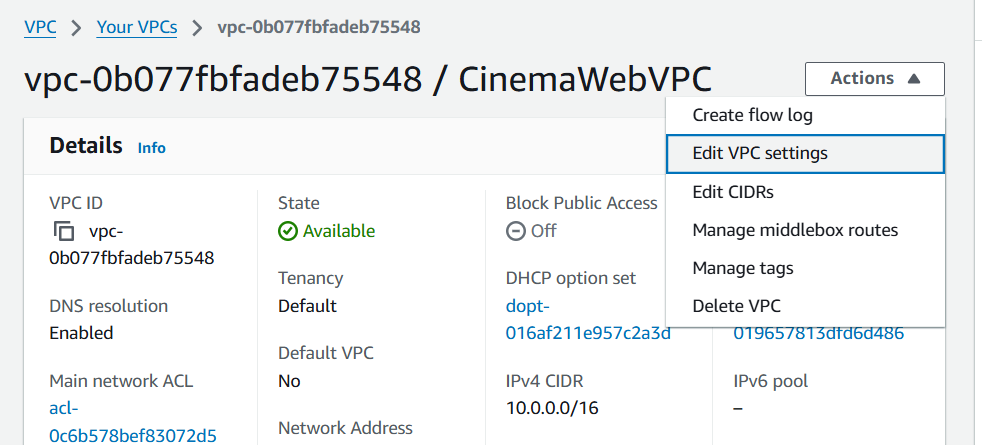 VPC > Your VPCs > vpc-0b077fbfadeb75548
vpc-0b077fbfadeb75548 / CinemaWebVPC
Actions
Create flow log
Edit VPC settings
Edit CIDRs
Manage middlebox routes
Manage tags
Delete VPC
Details Info
VPC ID
vpc-
0b077fbfadeb75548
State
Available
Block Public Access
Off
DNS resolution
Enabled
Tenancy
Default
DHCP option set
dopt-
016af211e957c2a3d
019657813dfd6d486
Main network ACL
acl-
0c6b578bef83072d5
Default VPC
No
IPv4 CIDR
10.0.0.0/16
IPv6 pool
–
Network Address